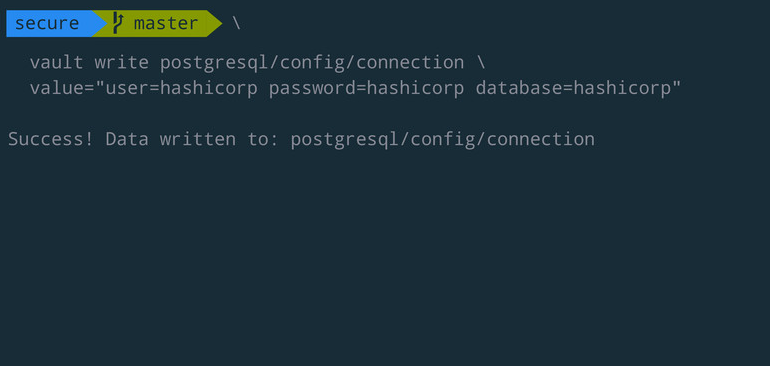 secure master \
vault write postgresql/config/connection \
value="user=hashicorp password=hashicorp database=hashicorp"
Success! Data written to: postgresql/config/connection